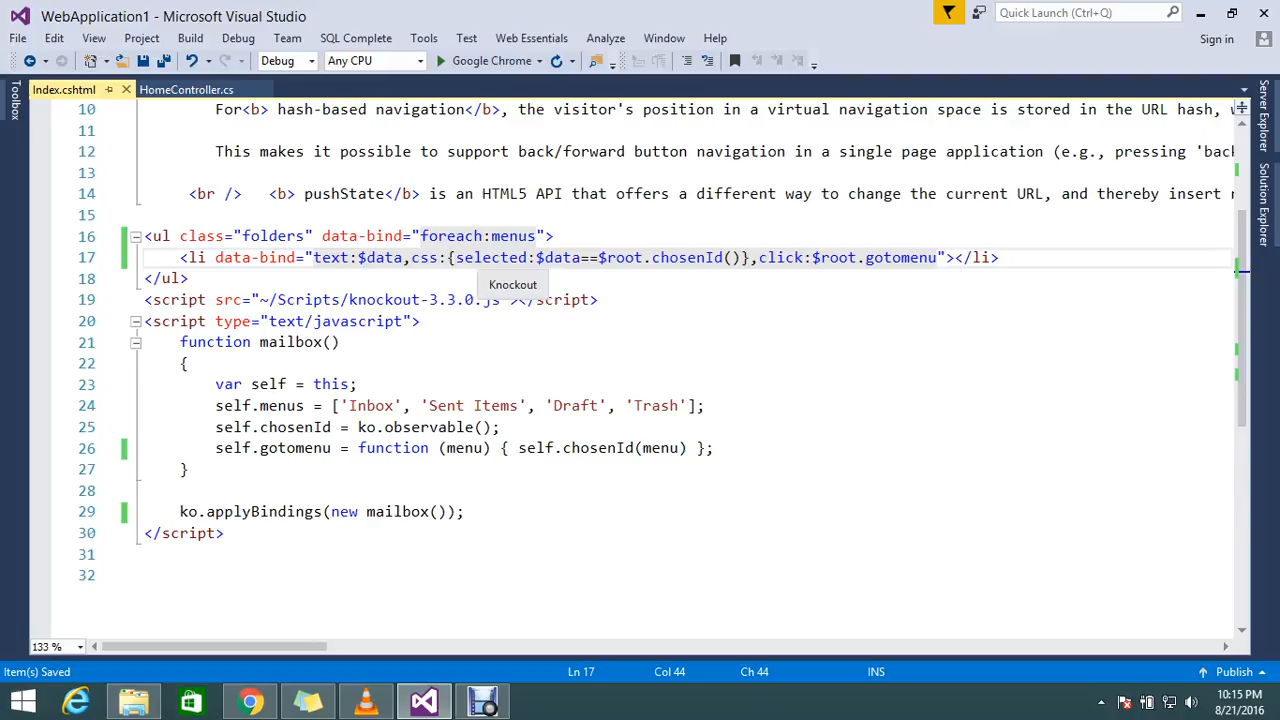 WebApplication1 - Microsoft Visual Studio
Quick Launch (Ctrl+Q)
File Edit View Project Build Debug Team SQL Complete Tools Test Web Essentials Analyze Window Help
Sign in
Debug Any CPU Google Chrome
Index.cshtml HomeController.cs
Toolbox
Server Explorer
Solution Explorer
10 For<b> hash-based navigation</b>, the visitor's position in a virtual navigation space is stored in the URL hash,
11
12 This makes it possible to support back/forward button navigation in a single page application (e.g., pressing 'back
13
14 <br /> <b> pushState</b> is an HTML5 API that offers a different way to change the current URL, and thereby insert
15
16 <ul class="folders" data-bind="foreach:menus">
17 <li data-bind="text:$data,css:{selected:$data==$root.chosenId()},click:$root.gotomenu"></li>
18 </ul>
Knockout
19 <script src="~/Scripts/knockout-3.3.0.js"></script>
20 <script type="text/javascript">
21 function mailbox()
22 {
23 var self = this;
24 self.menus = ['Inbox', 'Sent Items', 'Draft', 'Trash'];
25 self.chosenId = ko.observable();
26 self.gotomenu = function (menu) { self.chosenId(menu) };
27 }
28
29 ko.applyBindings(new mailbox());
30 </script>
31
32
133 %
Item(s) Saved Ln 17 Col 44 Ch 44 INS Publish
10:15 PM
8/21/2016